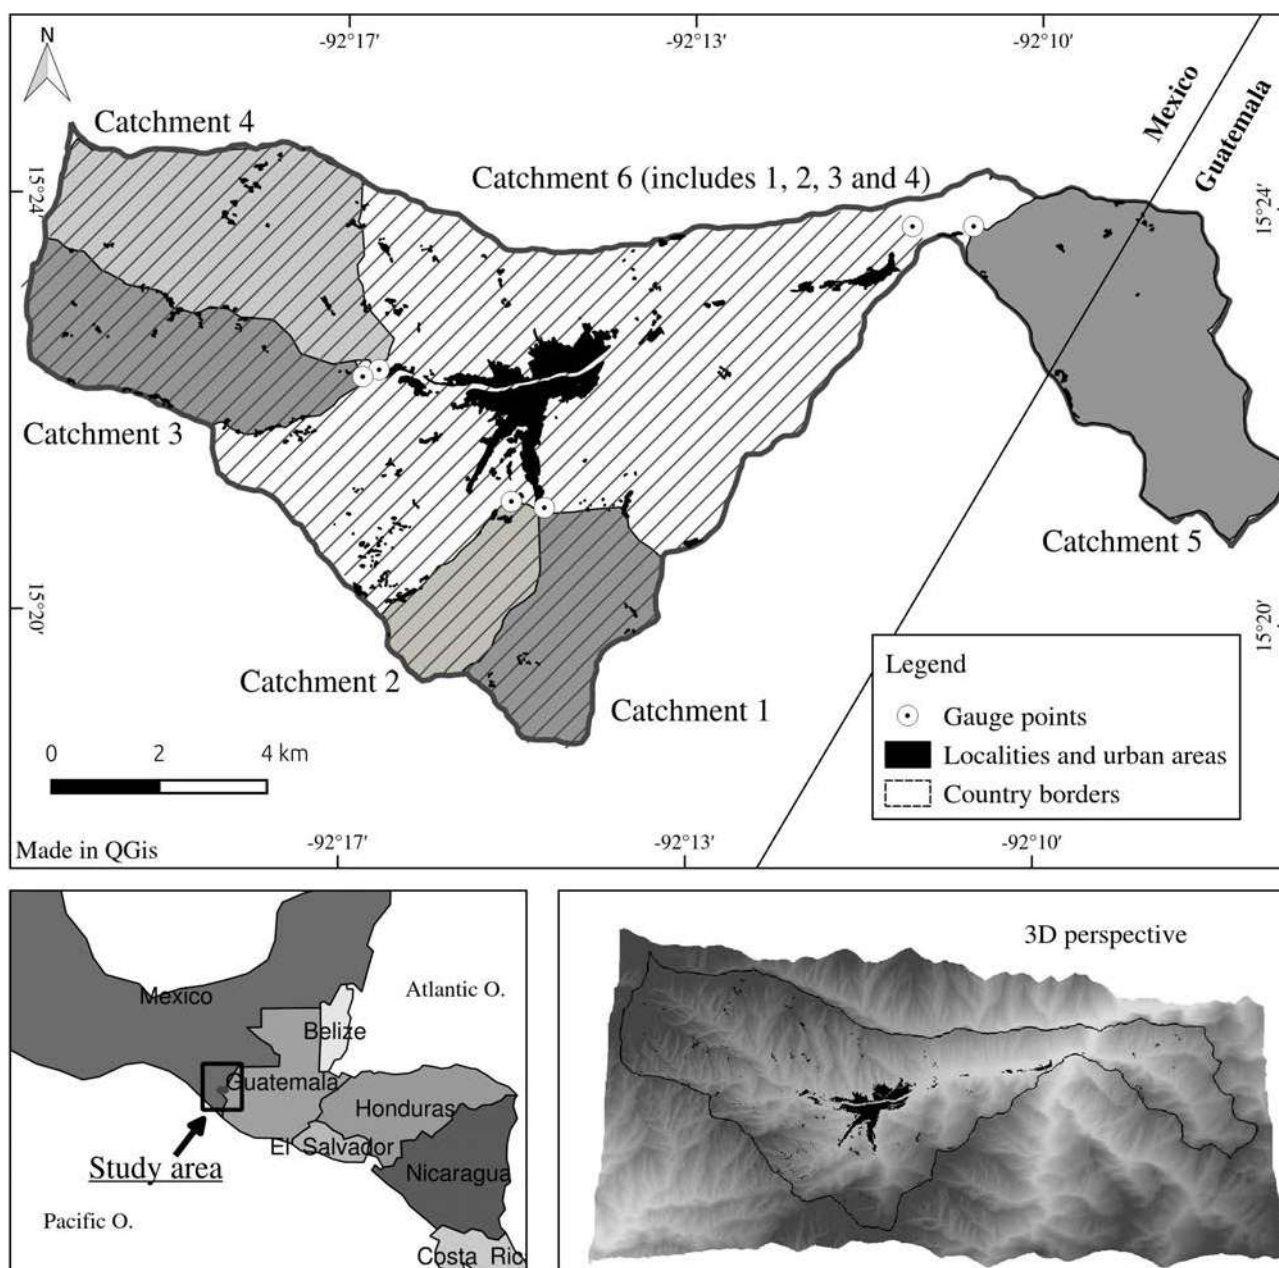 -92°17'
-92°13'
-92°10'
N
Mexico
Guatemala
Catchment 4
Catchment 6 (includes 1, 2, 3 and 4)
15°24'
15°24'
Catchment 3
Catchment 5
15°20'
15°20'
Catchment 2
Catchment 1
Legend
Gauge points
Localities and urban areas
Country borders
0 2 4 km
Made in QGis
-92°17'
-92°13'
-92°10'
Mexico
Atlantic O.
Belize
Guatemala
Honduras
El Salvador
Study area
Nicaragua
Pacific O.
Costa Ric
3D perspective